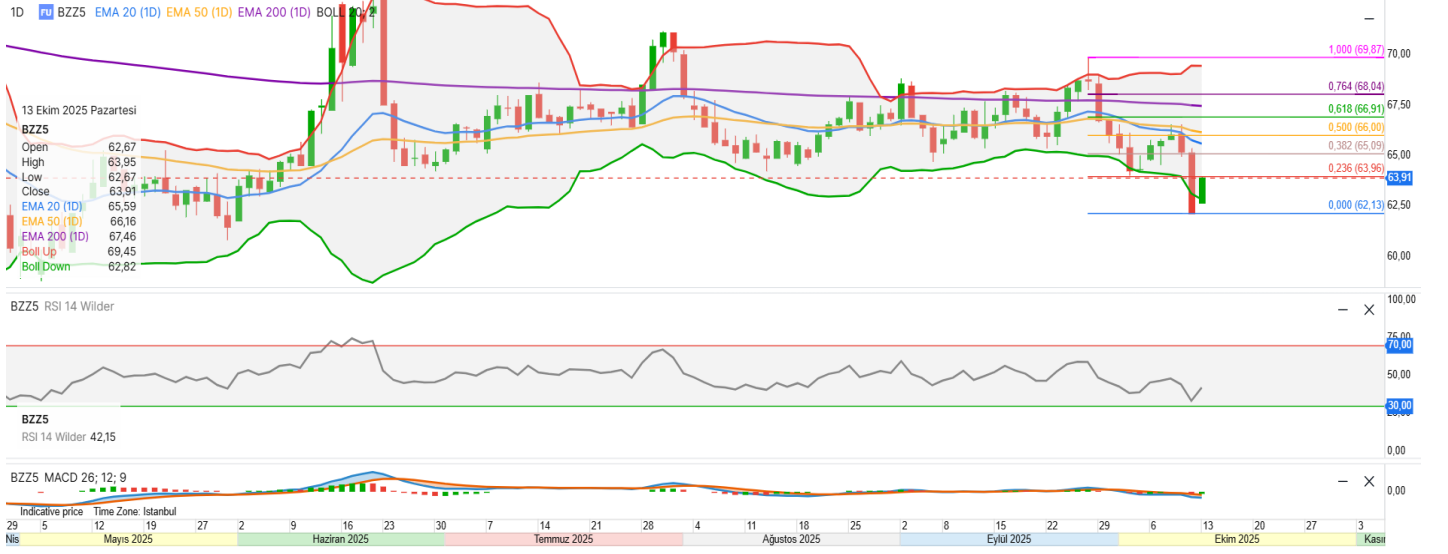 1D FU BZZ5 EMA 20 (1D) EMA 50 (1D) EMA 200 (1D) BOLL 20; 2
13 Ekim 2025 Pazartesi
BZZ5
Open 62,67
High 63,95
Low 62,67
Close 63,91
EMA 20 (1D) 65,59
EMA 50 (1D) 66,16
EMA 200 (1D) 67,46
Boll Up 69,45
Boll Down 62,82
1,000 (69,87)
0,764 (68,04)
0,618 (66,91)
0,500 (66,00)
0,382 (65,09)
0,236 (63,96)
0,000 (62,13)
70,00
67,50
65,00
63,91
62,50
60,00
BZZ5 RSI 14 Wilder
100,00
75,00
70,00
50,00
30,00
25,00
0,00
BZZ5
RSI 14 Wilder 42,15
BZZ5 MACD 26; 12; 9
0,00
Indicative price Time Zone: Istanbul
29 5 12 19 27 2 9 16 23 30 7 14 21 28 4 11 18 25 2 8 15 22 29 6 13 20 27 3
Nis Mayıs 2025 Haziran 2025 Temmuz 2025 Ağustos 2025 Eylül 2025 Ekim 2025 Kasım